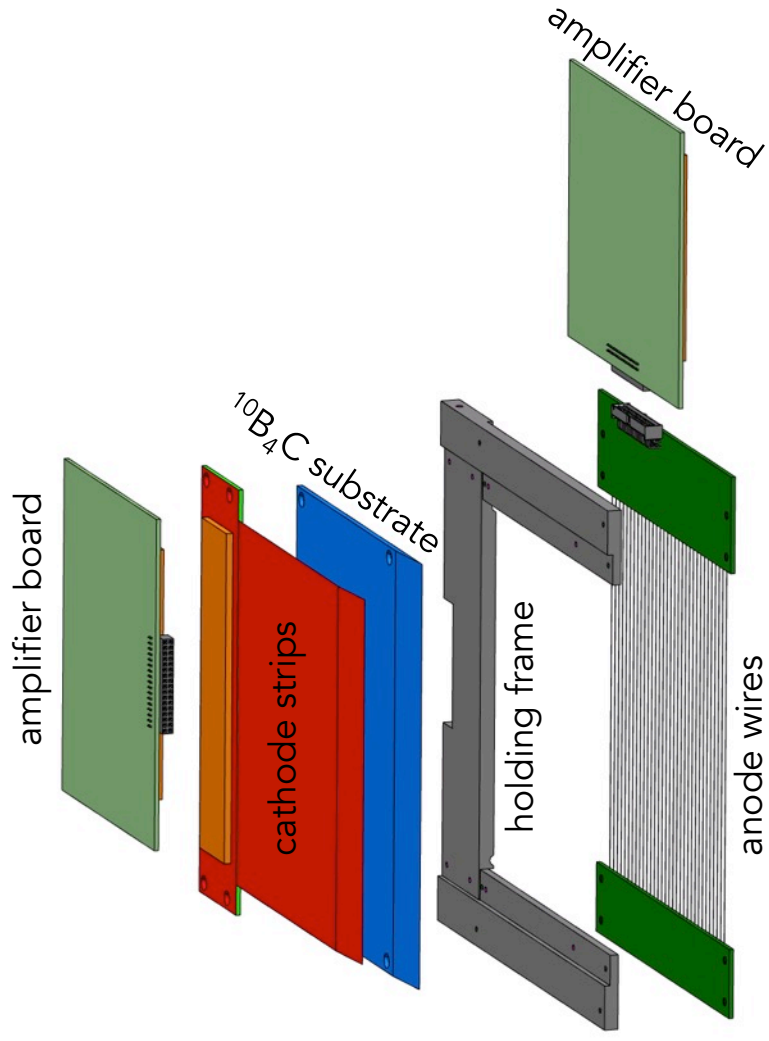 amplifier board
¹⁰B₄C substrate
amplifier board
cathode strips
holding frame
anode wires